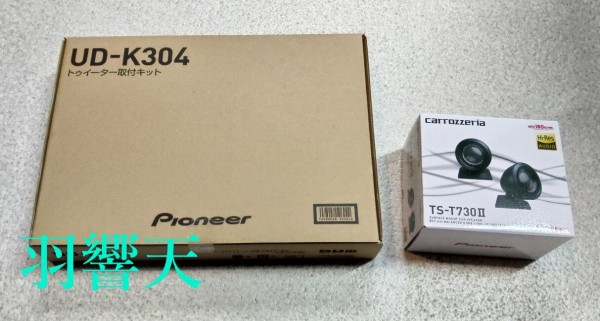 UD-K304
トゥイーター取付キット
Pioneer
羽響天
carrozzeria
Hi-Res
AUDIO
TS-T730II